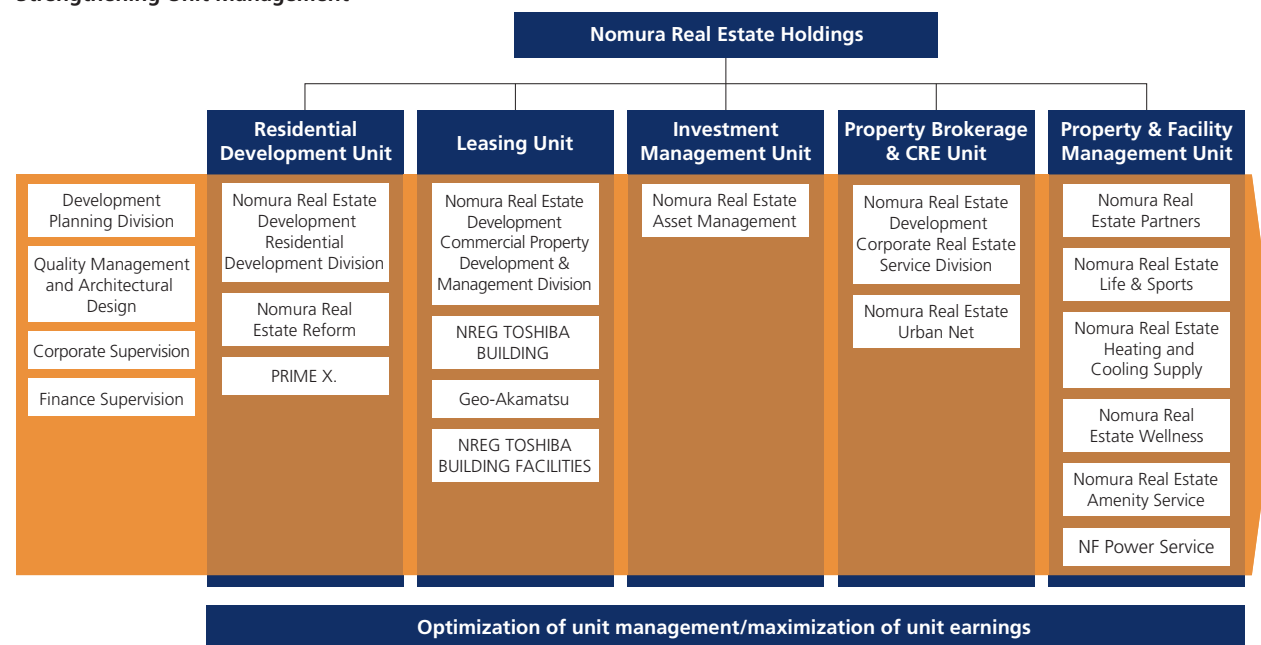 Strengthening Unit Management
Nomura Real Estate Holdings
Residential
Development Unit
Leasing Unit
Investment
Management Unit
Property Brokerage
& CRE Unit
Property & Facility
Management Unit
Development
Planning Division
Quality Management
and Architectural
Design
Corporate Supervision
Finance Supervision
Nomura Real Estate
Development
Residential
Development Division
Nomura Real
Estate Reform
PRIME X.
Nomura Real Estate
Development
Commercial Property
Development &
Management Division
NREG TOSHIBA
BUILDING
Geo-Akamatsu
NREG TOSHIBA
BUILDING FACILITIES
Nomura Real Estate
Asset Management
Nomura Real Estate
Development
Corporate Real Estate
Service Division
Nomura Real Estate
Urban Net
Nomura Real
Estate Partners
Nomura Real Estate
Life & Sports
Nomura Real Estate
Heating and
Cooling Supply
Nomura Real
Estate Wellness
Nomura Real Estate
Amenity Service
NF Power Service
Optimization of unit management/maximization of unit earnings